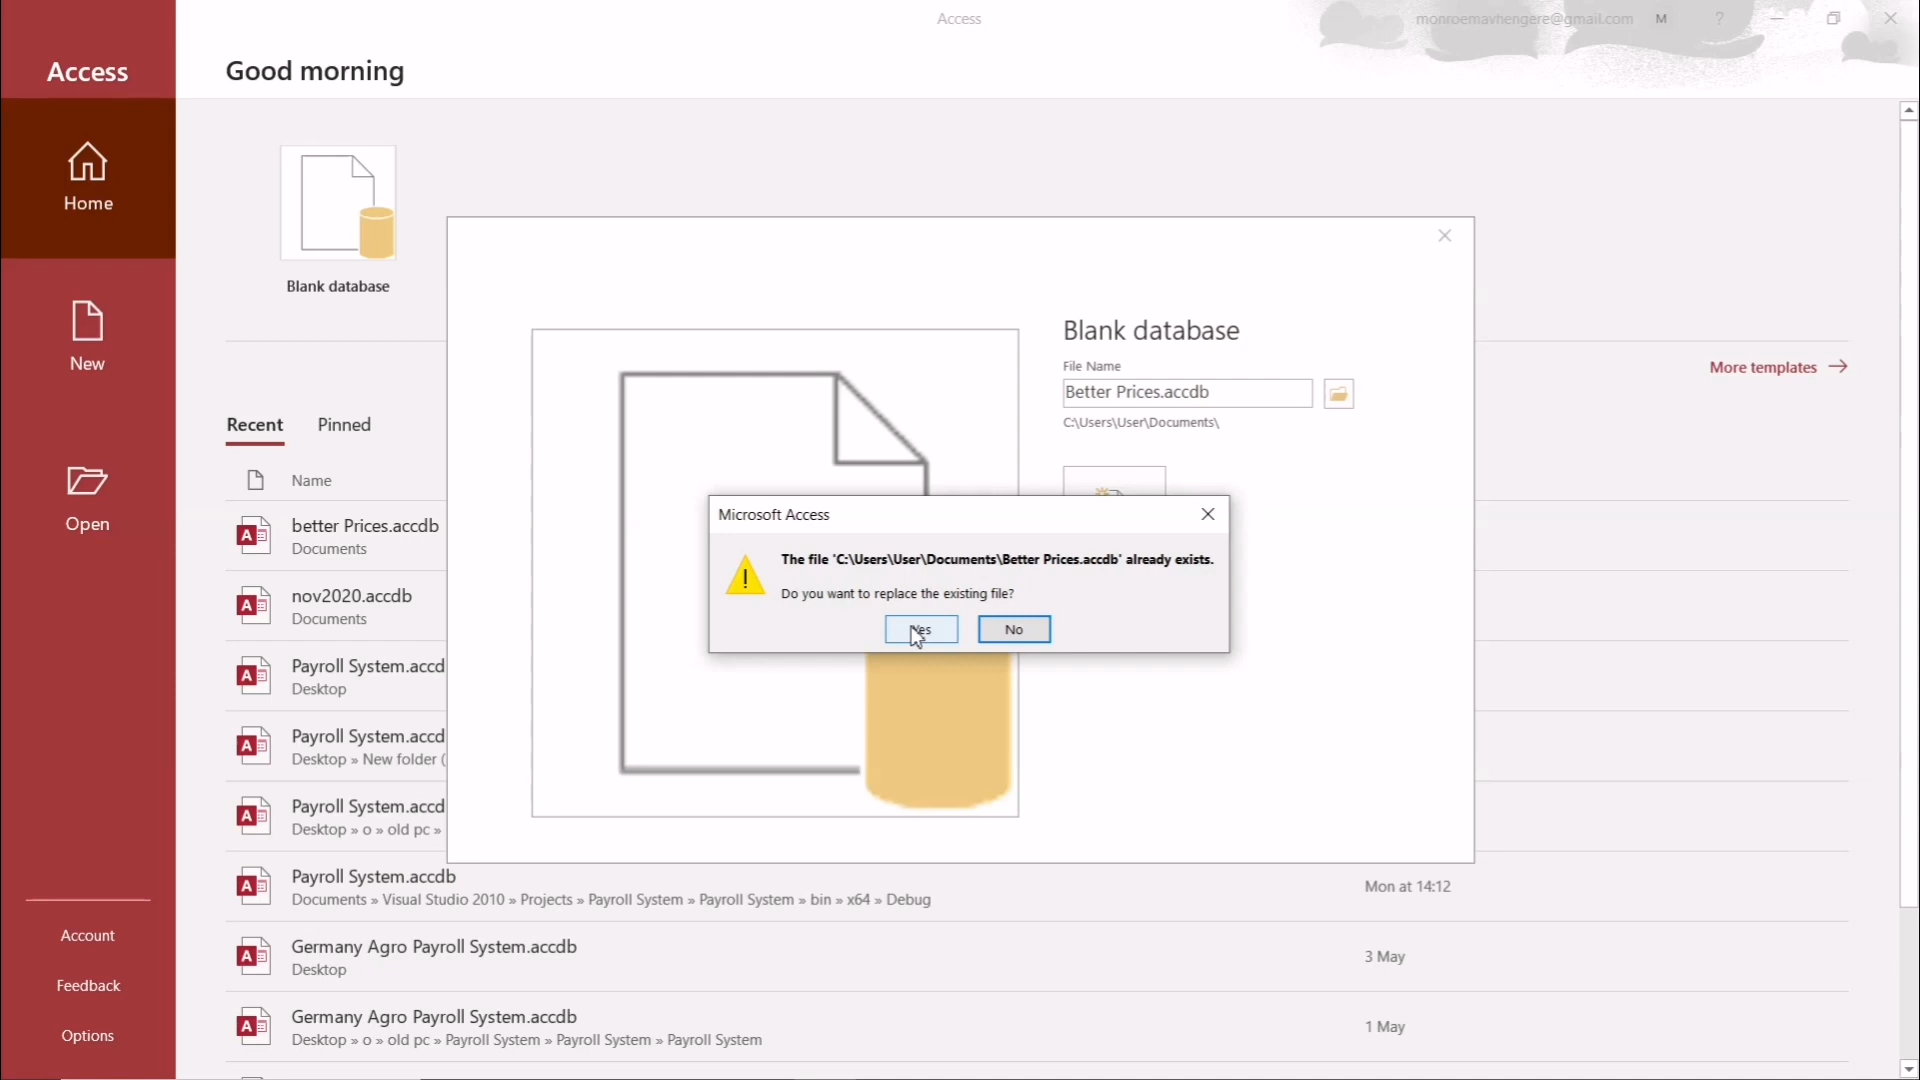 Access
monroemavhengere@gmail.com M ?
Access
Good morning
Home
New
Open
Account
Feedback
Options
Blank database
More templates
Recent Pinned
Name
better Prices.accdb
Documents
nov2020.accdb
Documents
Payroll System.accd
Desktop
Payroll System.accd
Desktop » New folder (
Payroll System.accd
Desktop » o » old pc »
Payroll System.accdb
Documents » Visual Studio 2010 » Projects » Payroll System » Payroll System » bin » x64 » Debug
Mon at 14:12
Germany Agro Payroll System.accdb
Desktop
3 May
Germany Agro Payroll System.accdb
Desktop » o » old pc » Payroll System » Payroll System » Payroll System
1 May
Blank database
File Name
Better Prices.accdb
C:\Users\User\Documents\
Microsoft Access
The file 'C:\Users\User\Documents\Better Prices.accdb' already exists.
Do you want to replace the existing file?
Yes No